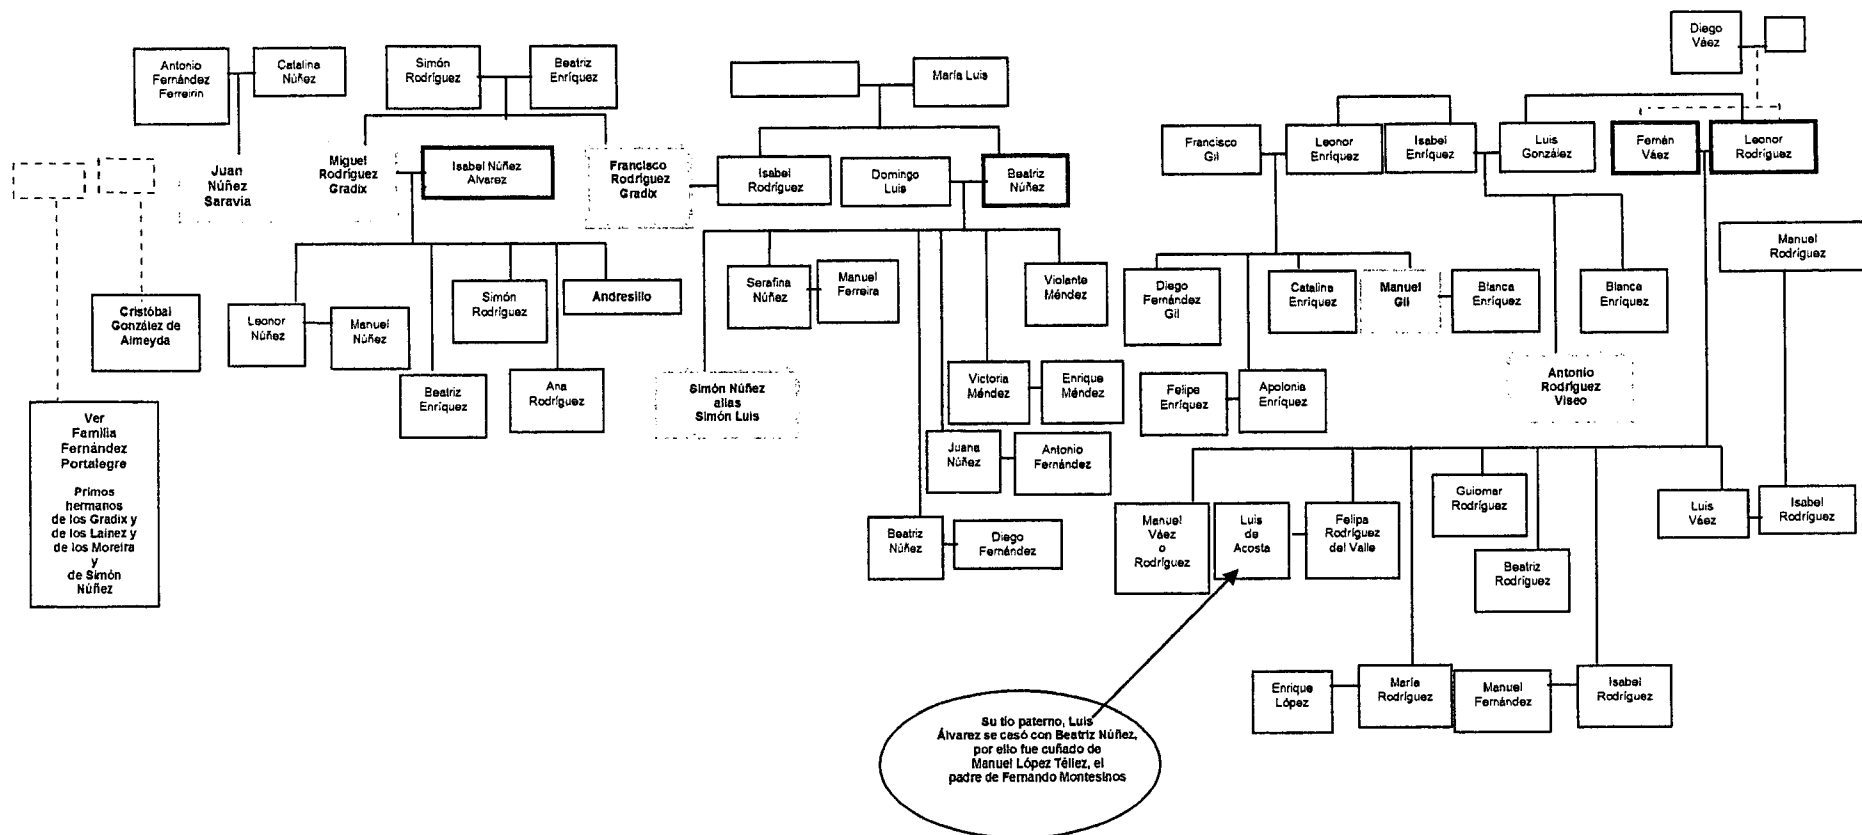 Diego
Váez
Antonio
Fernández
Ferreirin
Catalina
Núñez
Simón
Rodríguez
Beatriz
Enríquez
María Luis
Francisco
Gil
Leonor
Enríquez
Isabel
Enríquez
Luis
González
Fernán
Váez
Leonor
Rodríguez
Juan
Núñez
Saravia
Miguel
Rodríguez
Gradix
Isabel Núñez
Alvarez
Francisco
Rodríguez
Gradix
Isabel
Rodríguez
Domingo
Luis
Beatriz
Núñez
Manuel
Rodríguez
Cristóbal
González de
Almeyda
Leonor
Núñez
Manuel
Núñez
Simón
Rodríguez
Andresillo
Serafina
Núñez
Manuel
Ferreira
Violante
Méndez
Diego
Fernández
Gil
Catalina
Enríquez
Manuel
Gil
Blanca
Enríquez
Blanca
Enríquez
Beatriz
Enríquez
Ana
Rodríguez
Simón Núñez
alias
Simón Luis
Victoria
Méndez
Enrique
Méndez
Felipe
Enríquez
Apolonia
Enríquez
Antonio
Rodríguez
Viseo
Ver
Familia
Fernández
Portalegre
Primos
hermanos
de los Gradix y
de los Laínez y
de los Moreira
y
de Simón
Núñez
Juana
Núñez
Antonio
Fernández
Beatriz
Núñez
Diego
Fernández
Manuel
Váez
o
Rodríguez
Luis
de
Acosta
Felipa
Rodríguez
del Valle
Guiomar
Rodríguez
Beatriz
Rodríguez
Luis
Váez
Isabel
Rodríguez
Enrique
López
María
Rodríguez
Manuel
Fernández
Isabel
Rodríguez
Su tío paterno, Luis
Álvarez se cesó con Beatriz Núñez,
por ello fue cuñado de
Manuel López Téllez, el
padre de Fernando Montesinos